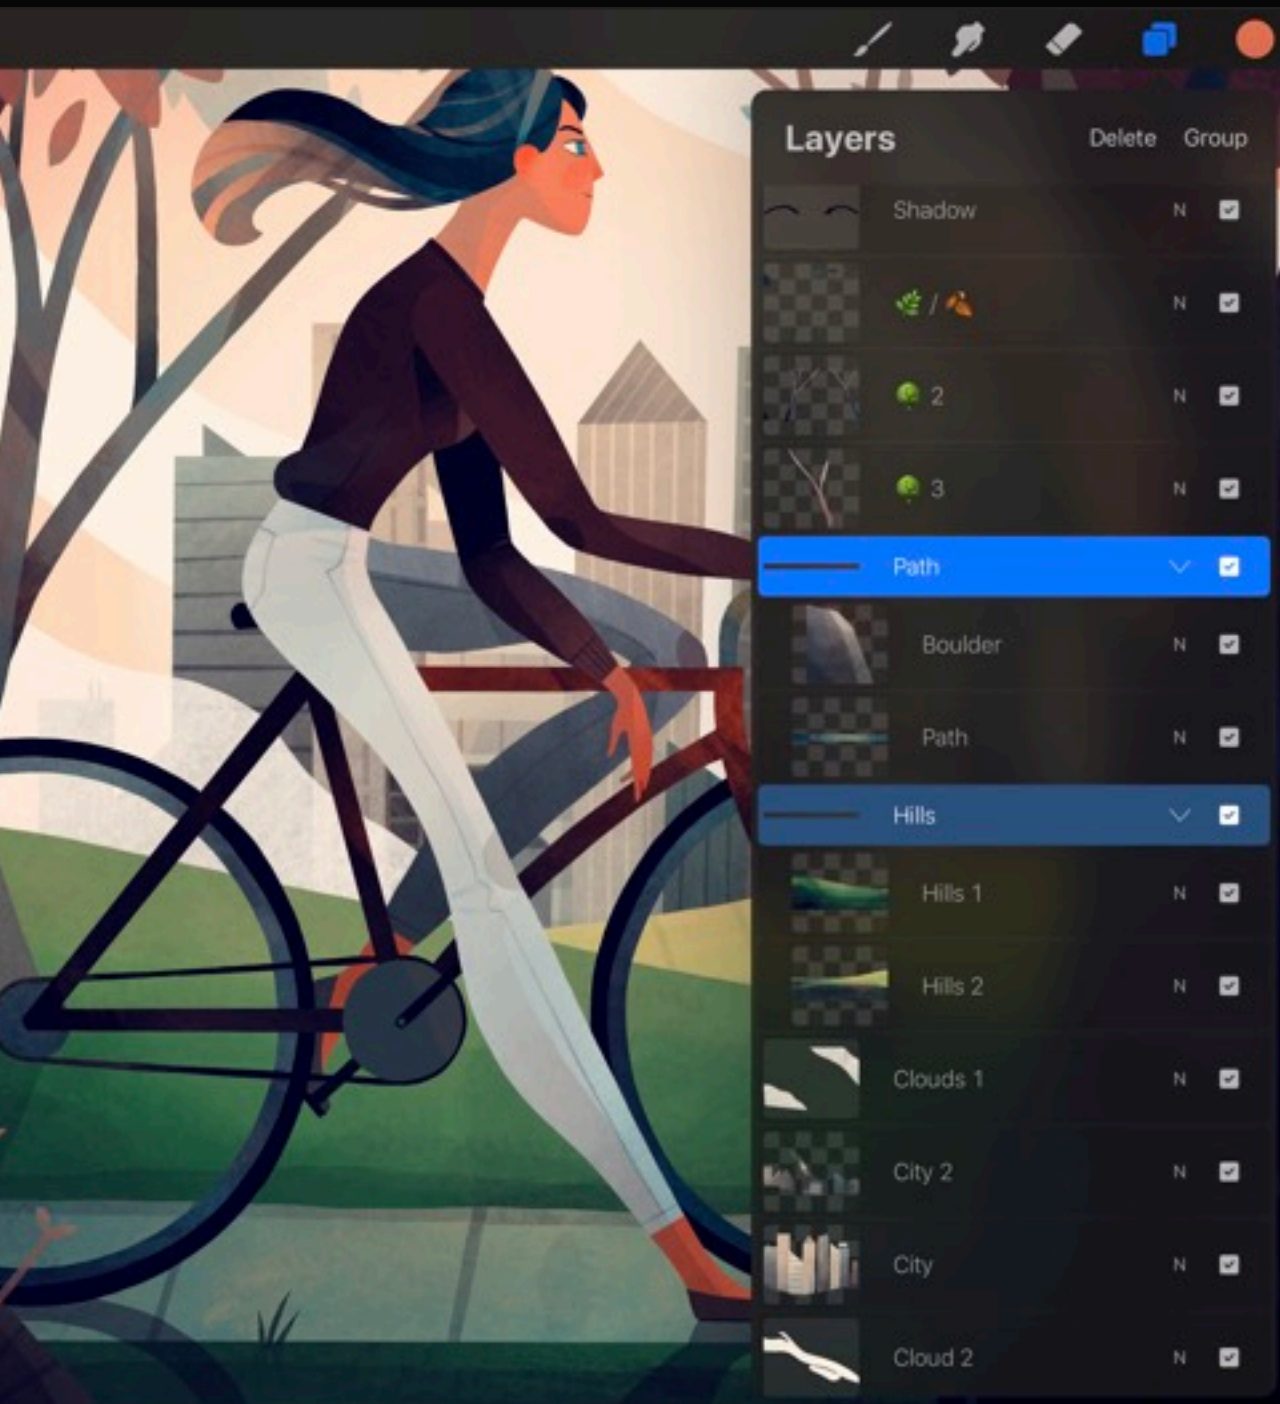 Layers Delete Group
Shadow N
🌿 / 🍂 N
🌳 2 N
🌳 3 N
Path
Boulder N
Path N
Hills
Hills 1 N
Hills 2 N
Clouds 1 N
City 2 N
City N
Cloud 2 N